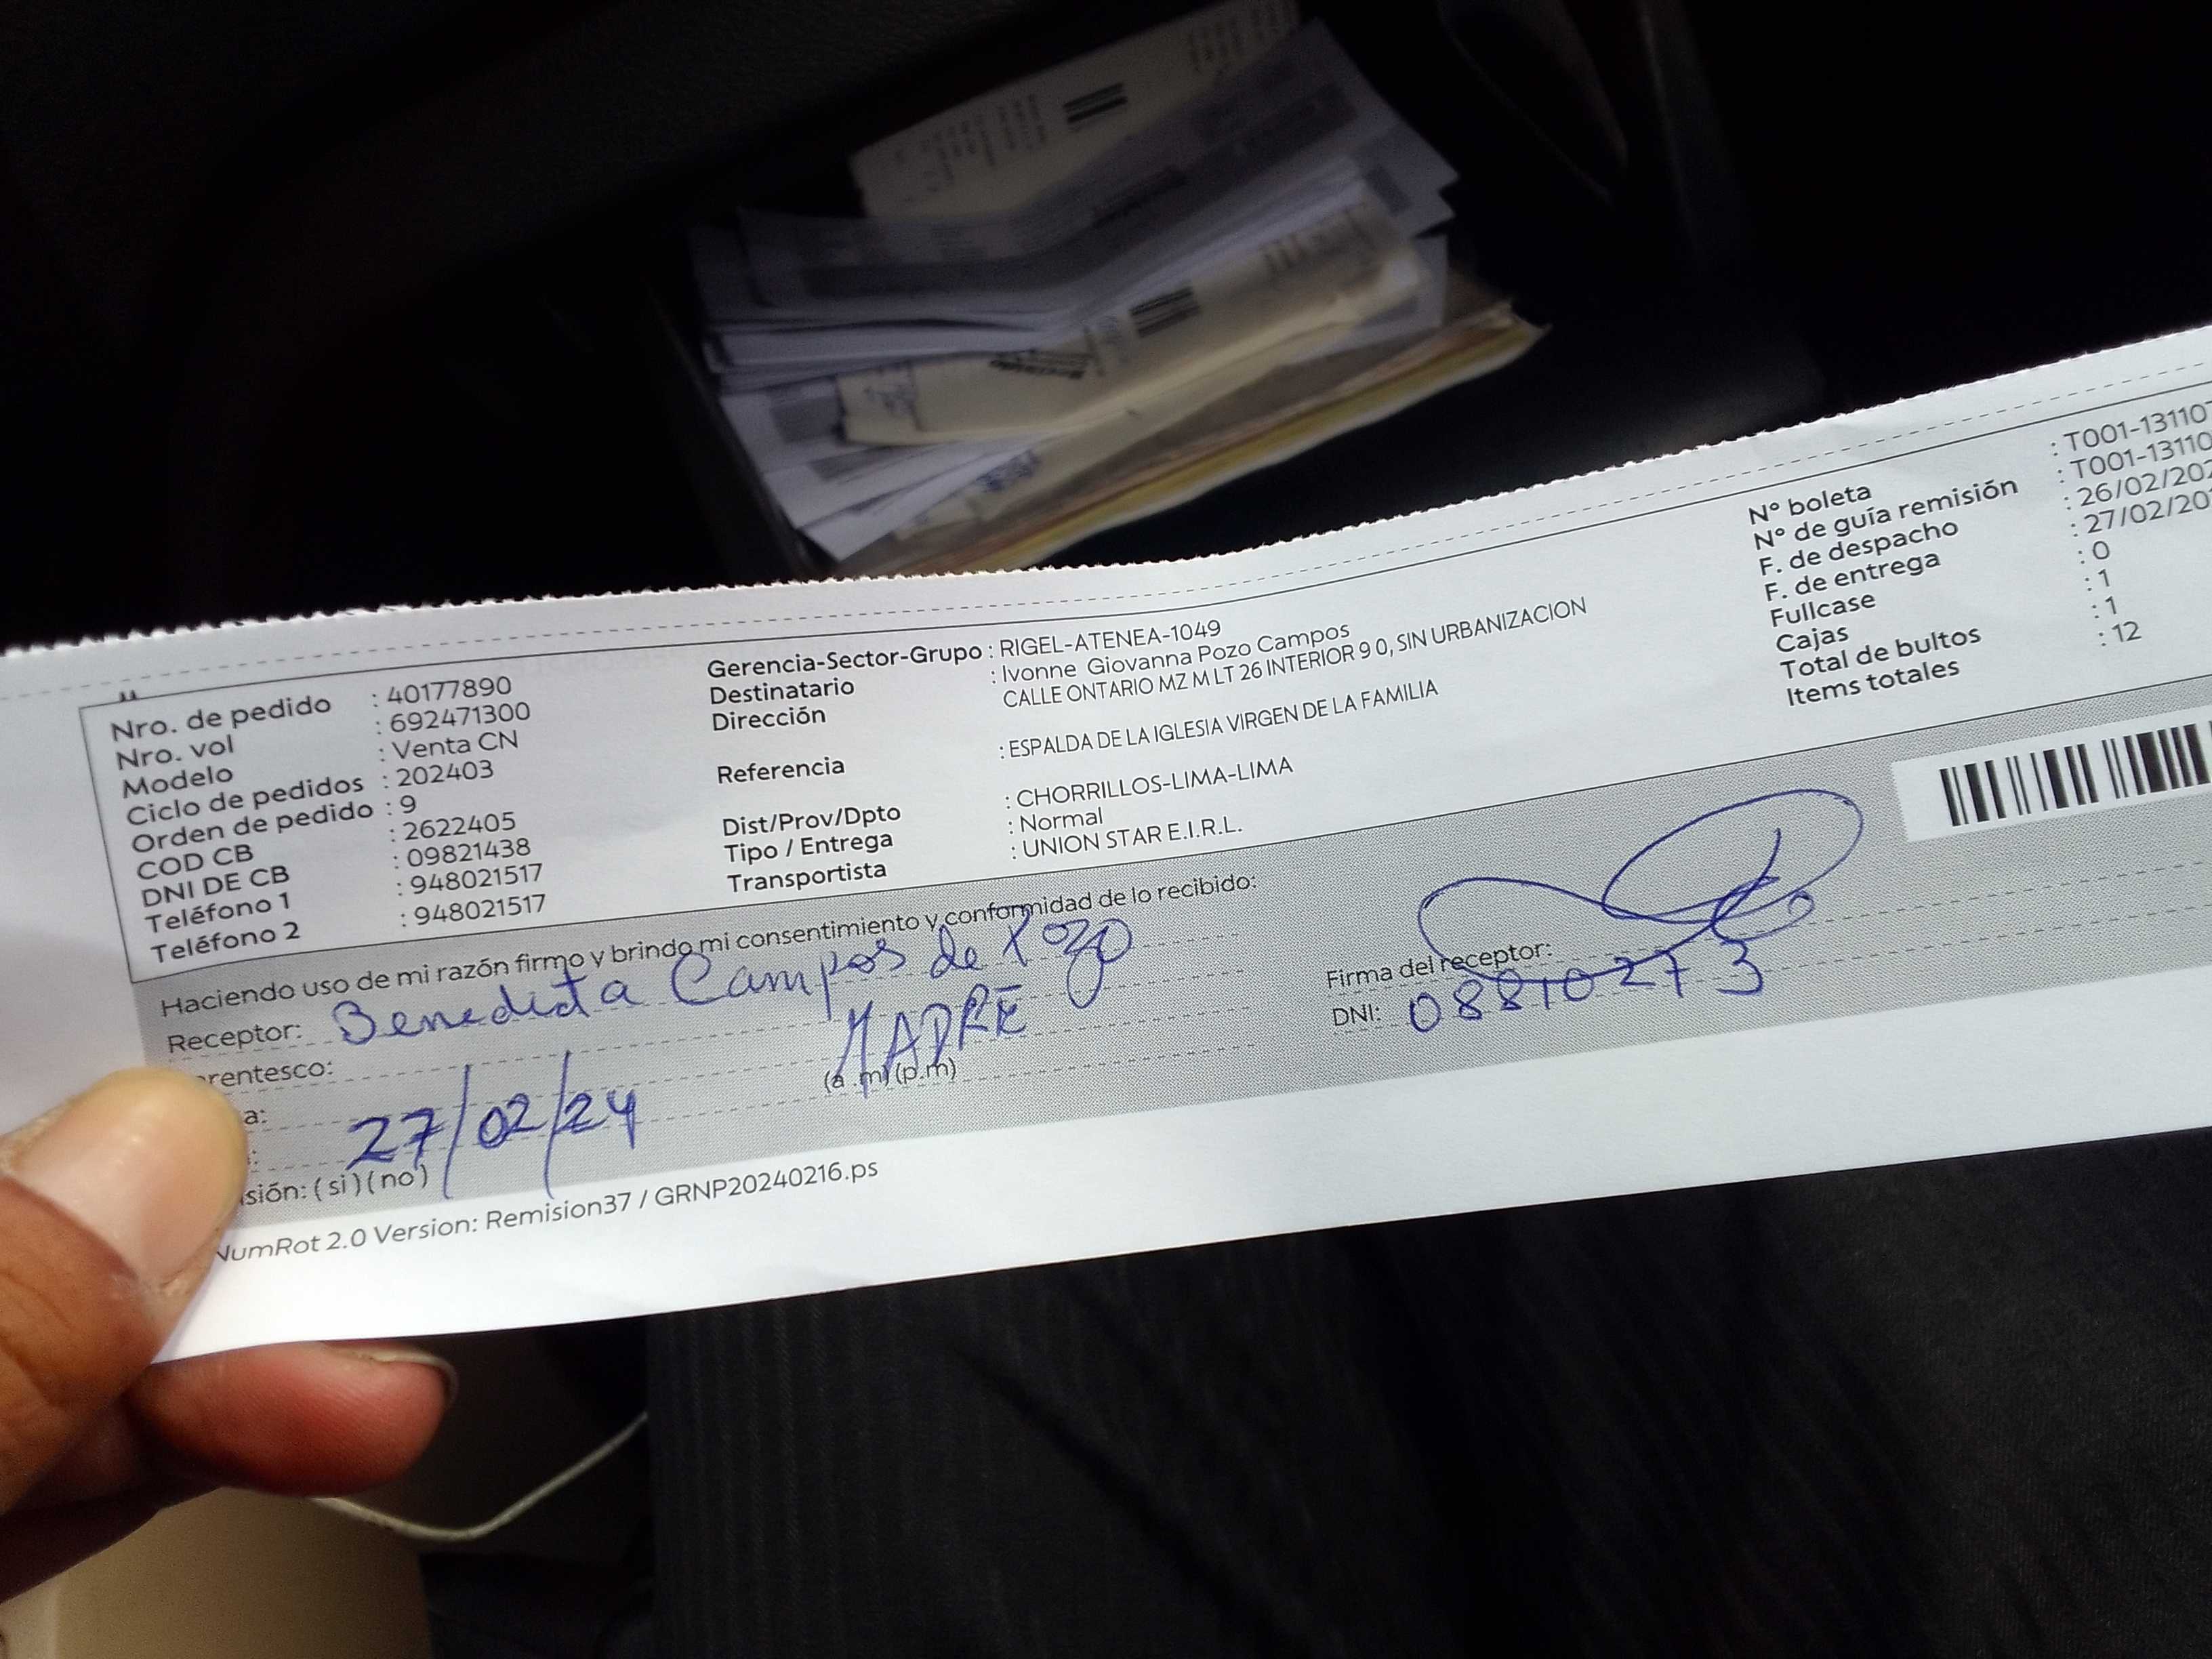 Nro. de pedido : 40177890
Nro. vol : 692471300
Modelo : Venta CN
Ciclo de pedidos : 202403
Orden de pedido : 9
COD CB : 2622405
DNI DE CB : 09821438
Teléfono 1 : 948021517
Teléfono 2 : 948021517
Gerencia-Sector-Grupo : RIGEL-ATENEA-1049
Destinatario : Ivonne Giovanna Pozo Campos
Dirección CALLE ONTARIO MZ M LT 26 INTERIOR 9 0, SIN URBANIZACION
Referencia : ESPALDA DE LA IGLESIA VIRGEN DE LA FAMILIA
Dist/Prov/Dpto : CHORRILLOS-LIMA-LIMA
Tipo / Entrega : Normal
Transportista : UNION STAR E.I.R.L.
N° boleta : T001-13110
N° de guía remisión : T001-13110
F. de despacho : 26/02/202
F. de entrega : 27/02/20
Fullcase : 0
Cajas : 1
Total de bultos : 1
Items totales : 12
Haciendo uso de mi razón firmo y brindo mi consentimiento y conformidad de lo recibido:
Receptor: Benedicta Campos de Pozo
rentesco: MADRE
a: 27/02/24 (a.m)(p.m)
sión: (si)(no)
Firma del receptor:
DNI: 08810273
NumRot 2.0 Version: Remision37 / GRNP20240216.ps